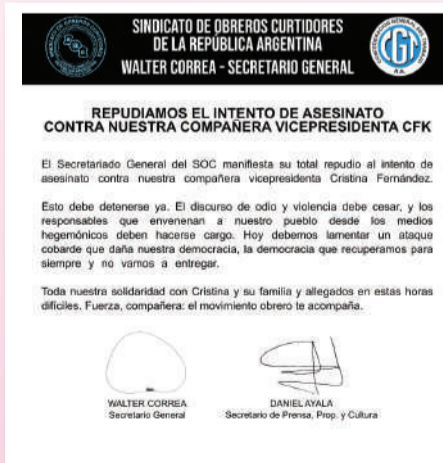 SINDICATO DE OBREROS CURTIDORES
DE LA REPÚBLICA ARGENTINA
WALTER CORREA - SECRETARIO GENERAL
CGT
REPUDIAMOS EL INTENTO DE ASESINATO
CONTRA NUESTRA COMPAÑERA VICEPRESIDENTA CFK
El Secretariado General del SOC manifiesta su total repudio al intento de
asesinato contra nuestra compañera vicepresidenta Cristina Fernández.
Esto debe detenerse ya. El discurso de odio y violencia debe cesar, y los
responsables que envenenan a nuestro pueblo desde los medios
hegemónicos deben hacerse cargo. Hoy debemos lamentar un ataque
cobarde que daña nuestra democracia, la democracia que recuperamos para
siempre y no vamos a entregar.
Toda nuestra solidaridad con Cristina y su familia y allegados en estas horas
difíciles. Fuerza, compañera: el movimiento obrero te acompaña.
WALTER CORREA
Secretario General
DANIEL AYALA
Secretario de Prensa, Prop. y Cultura